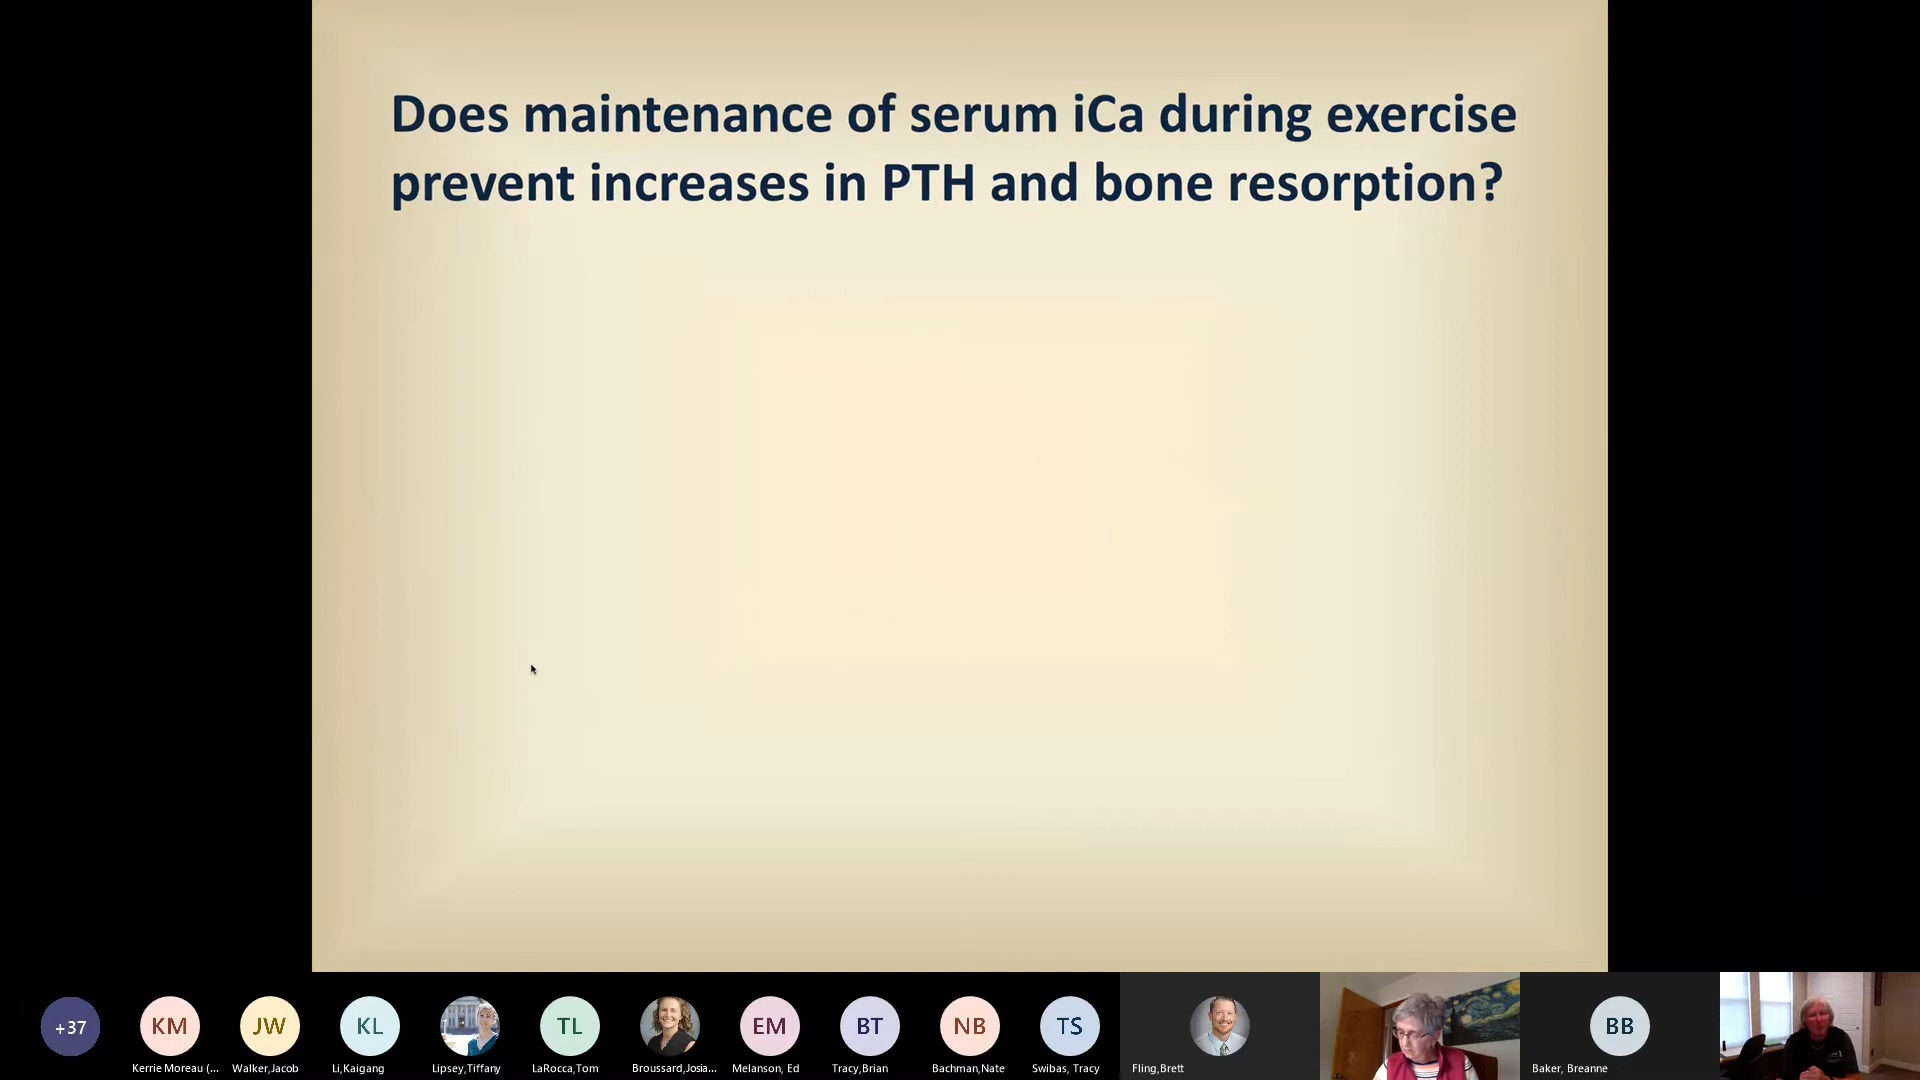 Does maintenance of serum iCa during exercise
prevent increases in PTH and bone resorption?
+37
KM
JW
KL
TL
EM
BT
NB
TS
BB
Kerrie Moreau (...
Walker,Jacob
Li,Kaigang
Lipsey,Tiffany
LaRocca,Tom
Broussard,Josia...
Melanson, Ed
Tracy,Brian
Bachman,Nate
Swibas, Tracy
Fling,Brett
Baker, Breanne